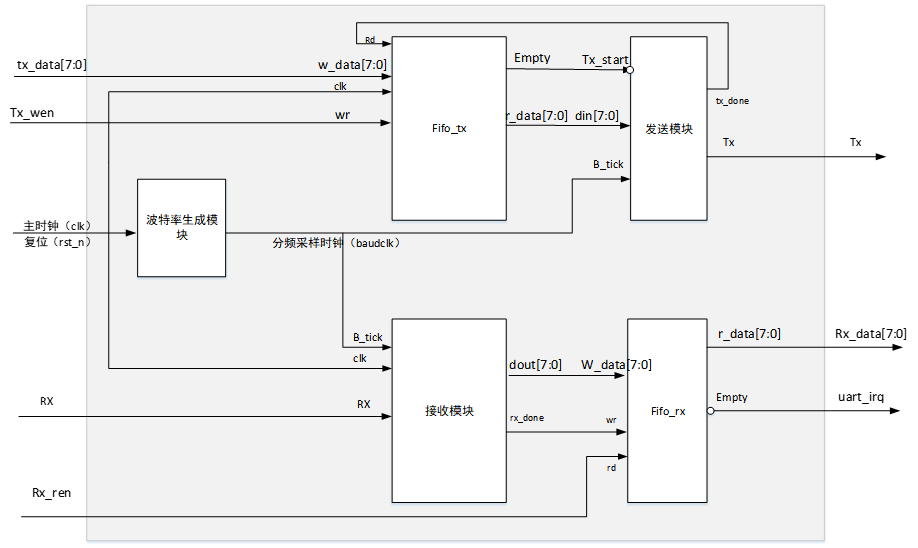 Rd
tx_data[7:0]
w_data[7:0]
Empty
Tx_start
clk
tx_done
Tx_wen
wr
r_data[7:0]
din[7:0]
Fifo_tx
发送模块
Tx
Tx
B_tick
波特率生成模
块
主时钟（clk）
复位（rst_n）
分频采样时钟（baudclk）
B_tick
clk
r_data[7:0]
Rx_data[7:0]
dout[7:0]
W_data[7:0]
RX
RX
接收模块
rx_done
wr
Fifo_rx
Empty
uart_irq
rd
Rx_ren